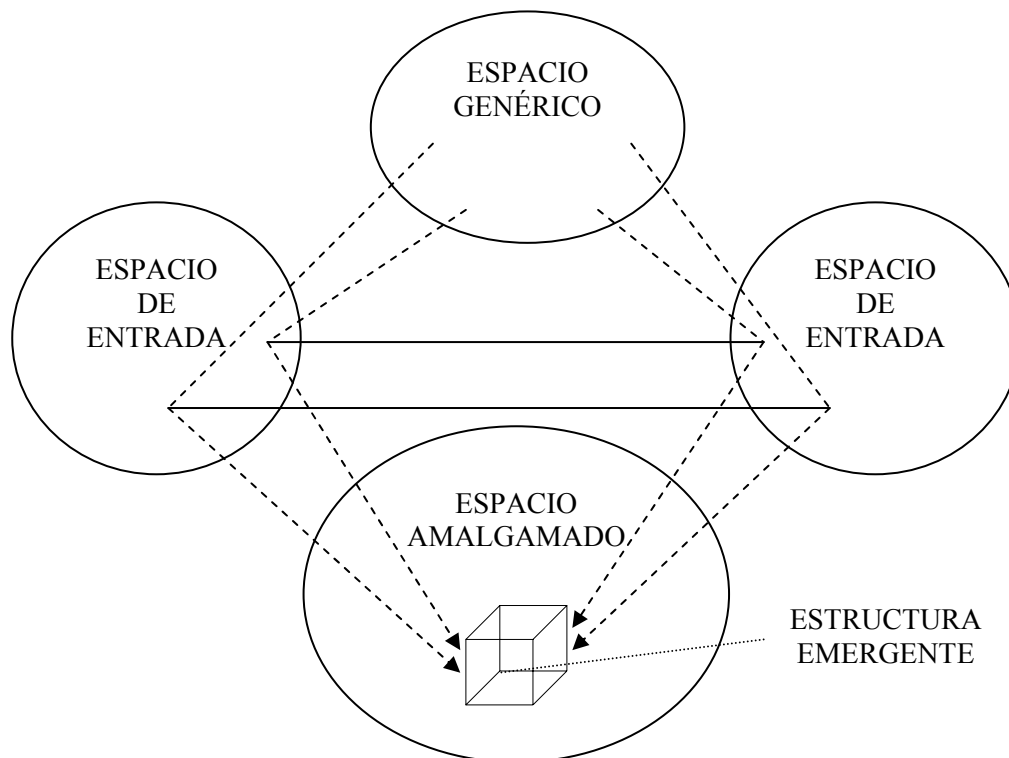 ESPACIO
GENÉRICO
ESPACIO
DE
ENTRADA
ESPACIO
DE
ENTRADA
ESPACIO
AMALGAMADO
ESTRUCTURA
EMERGENTE